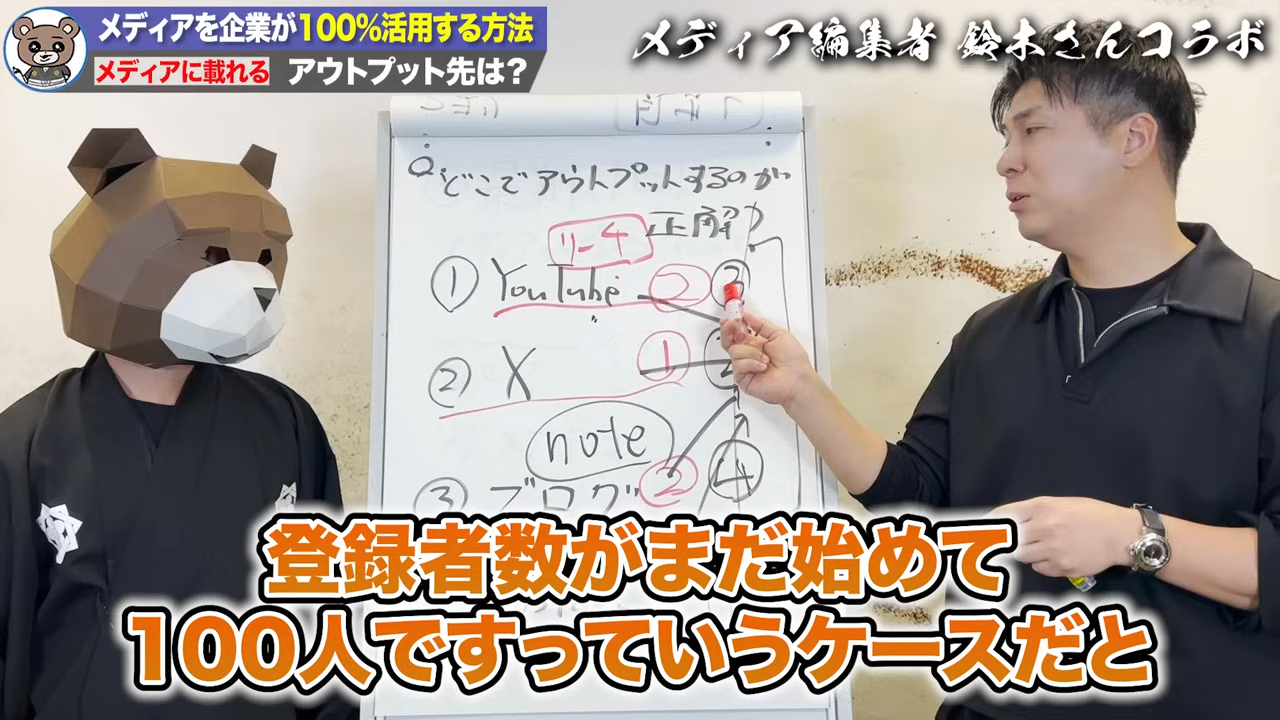 メディアを企業が100%活用する方法
メディアに載れる アウトプット先は?
メディア編集者 鈴木さんコラボ
Q.どこでアウトプットするのが
正解?
リード
① YouTube ② ③
② X ①
note
③ ブログ ② ④
登録者数がまだ始めて
100人ですっていうケースだと